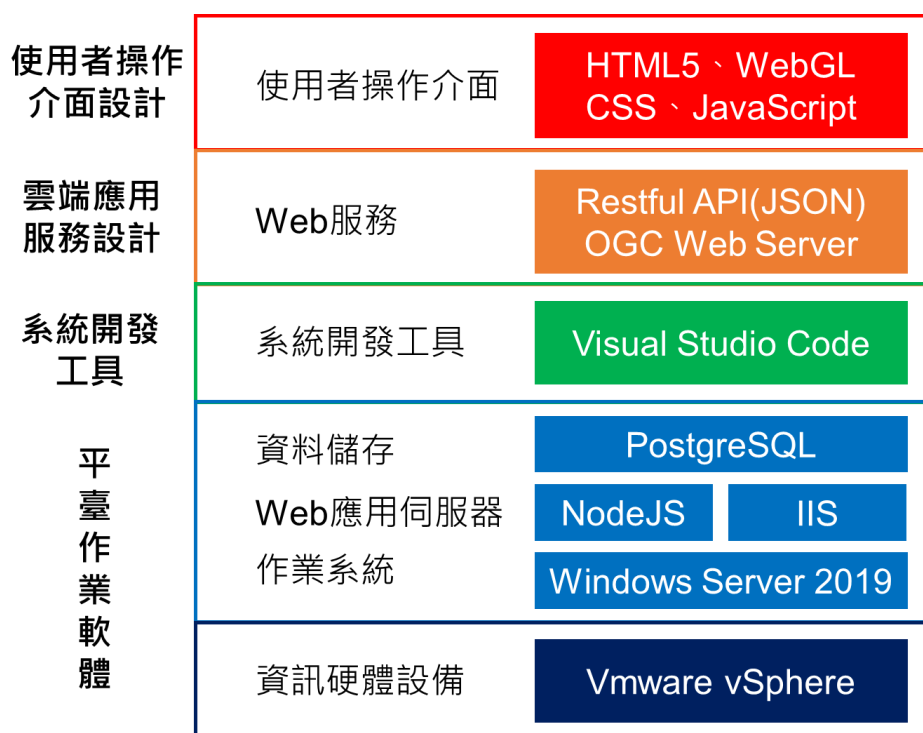 使用者操作
介面設計
使用者操作介面
HTML5、WebGL
CSS、JavaScript
雲端應用
服務設計
Web服務
Restful API(JSON)
OGC Web Server
系統開發
工具
系統開發工具
Visual Studio Code
平臺作業軟體
資料儲存
PostgreSQL
Web應用伺服器
NodeJS
IIS
作業系統
Windows Server 2019
資訊硬體設備
Vmware vSphere